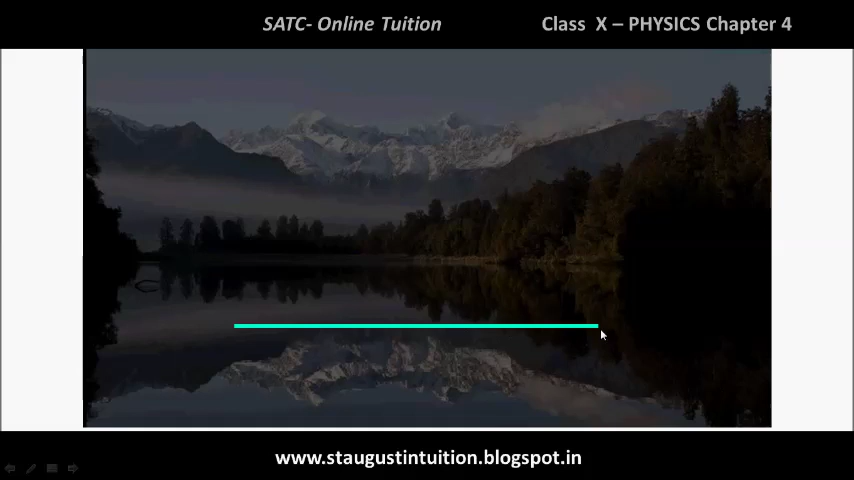 SATC- Online Tuition Class X – PHYSICS Chapter 4
www.staugustintuition.blogspot.in